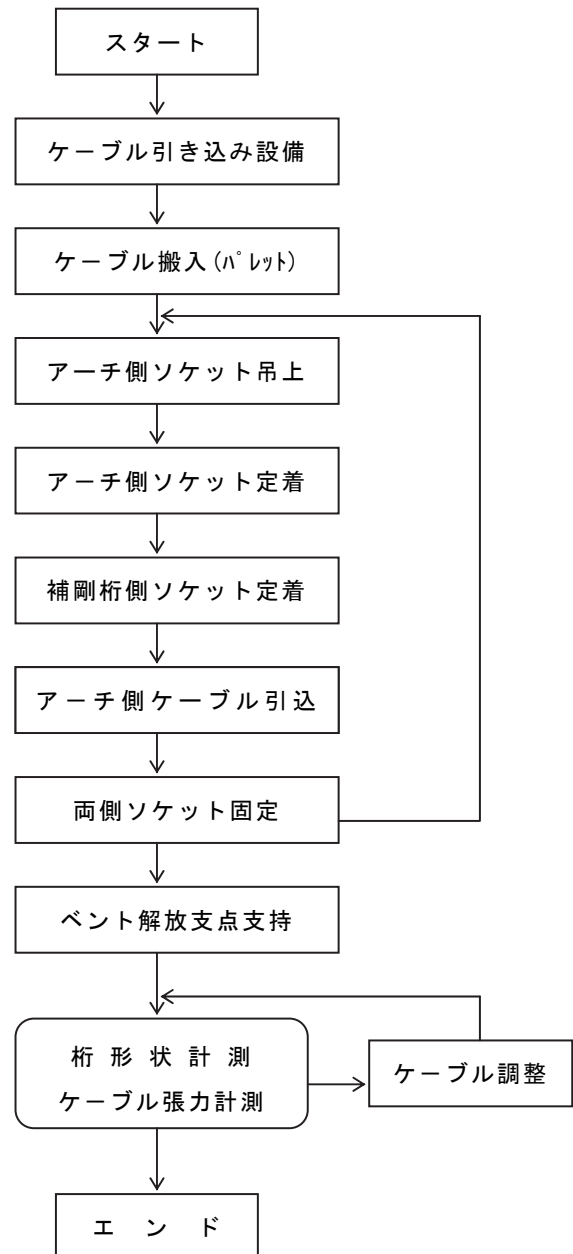 スタート
ケーブル引き込み設備
ケーブル搬入(ﾊﾟﾚｯﾄ)
アーチ側ソケット吊上
アーチ側ソケット定着
補剛桁側ソケット定着
アーチ側ケーブル引込
両側ソケット固定
ベント解放支点支持
桁形状計測
ケーブル張力計測
ケーブル調整
エンド